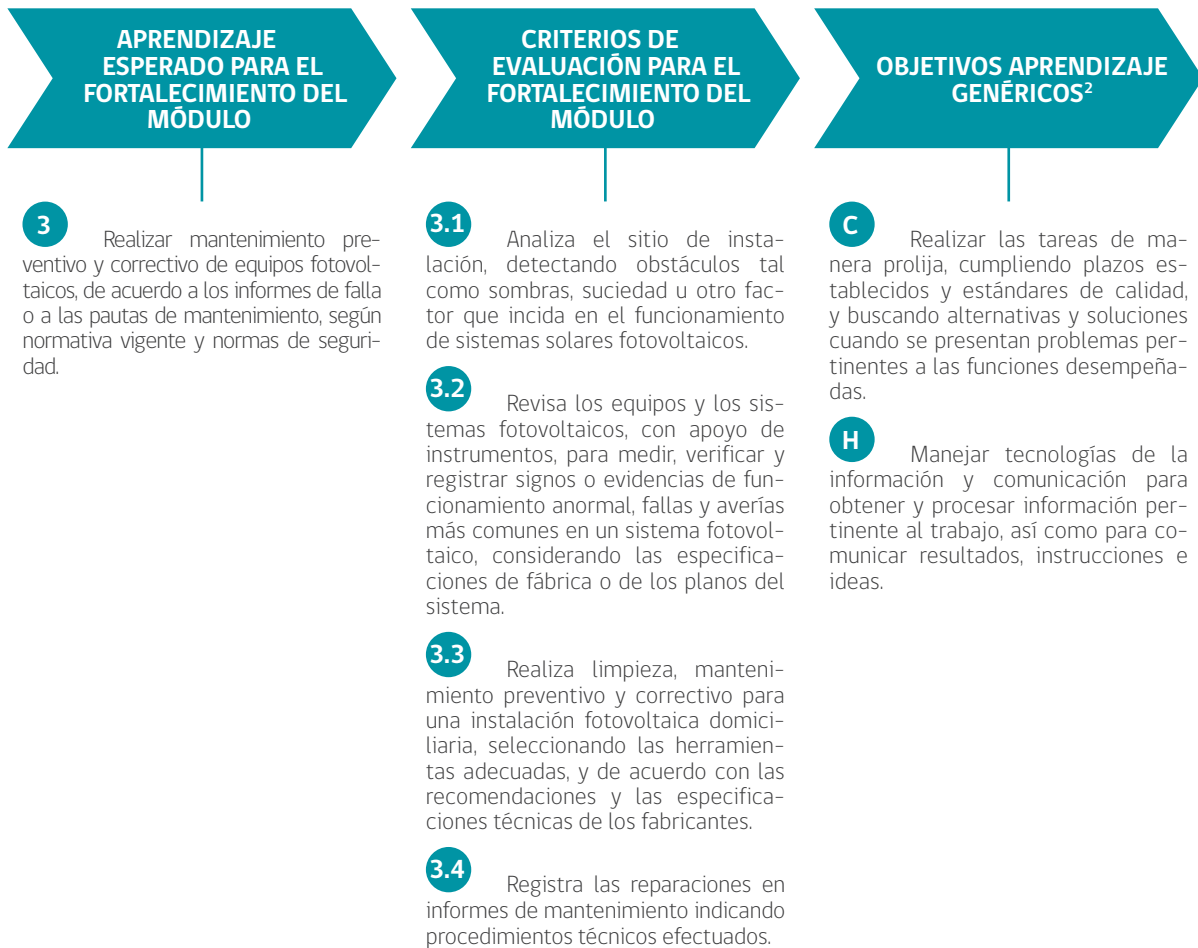 APRENDIZAJE
ESPERADO PARA EL
FORTALECIMIENTO DEL
MÓDULO
3
Realizar mantenimiento pre-
ventivo y correctivo de equipos fotovol-
taicos, de acuerdo a los informes de falla
o a las pautas de mantenimiento, según
normativa vigente y normas de seguri-
dad.
CRITERIOS DE
EVALUACIÓN PARA EL
FORTALECIMIENTO DEL
MÓDULO
3.1
Analiza el sitio de insta-
lación, detectando obstáculos tal
como sombras, suciedad u otro fac-
tor que incida en el funcionamiento
de sistemas solares fotovoltaicos.
3.2
Revisa los equipos y los sis-
temas fotovoltaicos, con apoyo de
instrumentos, para medir, verificar y
registrar signos o evidencias de fun-
cionamiento anormal, fallas y averías
más comunes en un sistema fotovol-
taico, considerando las especifica-
ciones de fábrica o de los planos del
sistema.
3.3
Realiza limpieza, manteni-
miento preventivo y correctivo para
una instalación fotovoltaica domici-
liaria, seleccionando las herramien-
tas adecuadas, y de acuerdo con las
recomendaciones y las especifica-
ciones técnicas de los fabricantes.
3.4
Registra las reparaciones en
informes de mantenimiento indicando
procedimientos técnicos efectuados.
OBJETIVOS APRENDIZAJE
GENÉRICOS²
C
Realizar las tareas de ma-
nera prolija, cumpliendo plazos es-
tablecidos y estándares de calidad,
y buscando alternativas y soluciones
cuando se presentan problemas per-
tinentes a las funciones desempeña-
das.
H
Manejar tecnologías de la
información y comunicación para
obtener y procesar información per-
tinente al trabajo, así como para co-
municar resultados, instrucciones e
ideas.